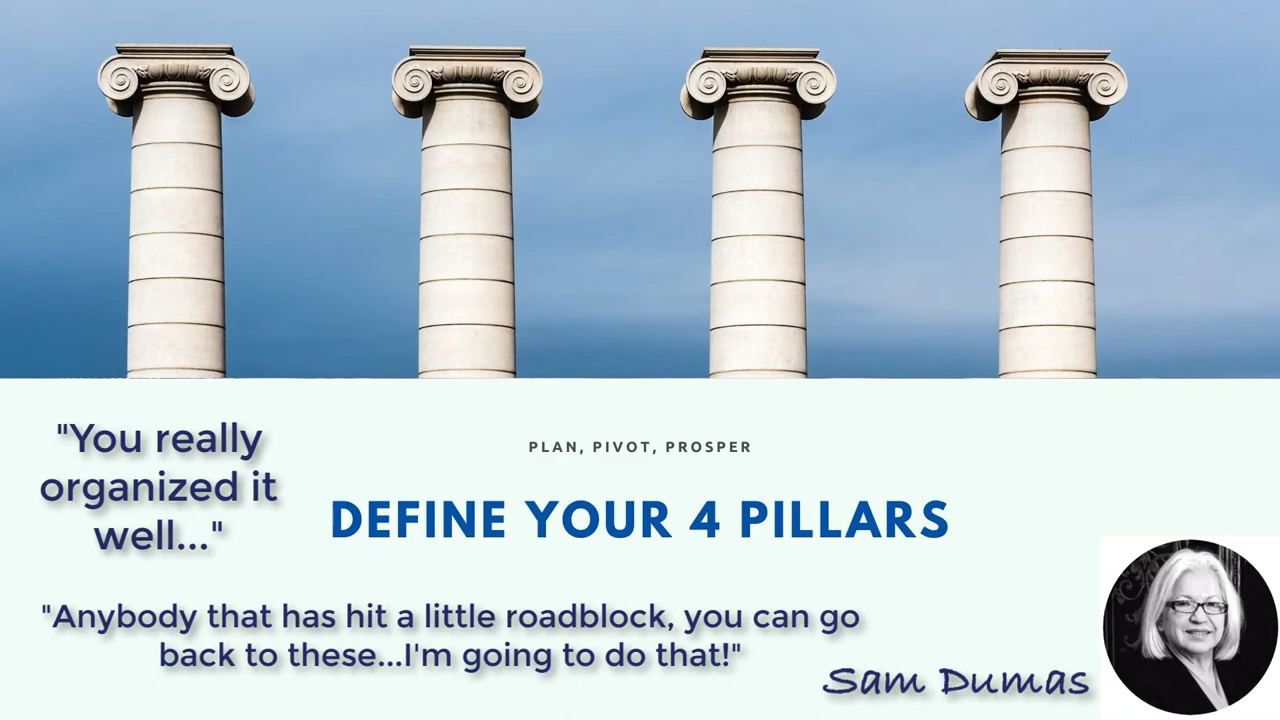 "You really
organized it
well..."
PLAN, PIVOT, PROSPER
DEFINE YOUR 4 PILLARS
"Anybody that has hit a little roadblock, you can go
back to these...I'm going to do that!"
Sam Dumas